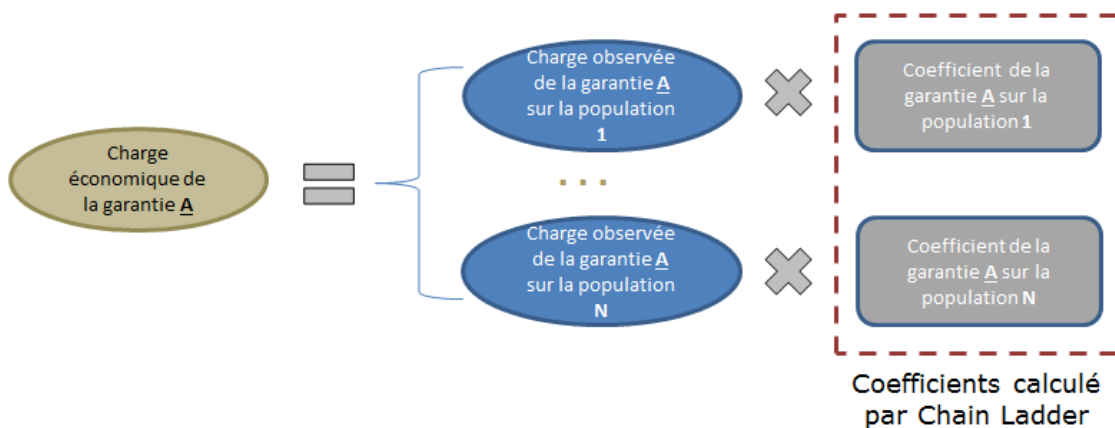 Charge
économique de
la garantie A
Charge observée
de la garantie A
sur la population
1
Coefficient de la
garantie A sur la
population 1
...
Charge observée
de la garantie A
sur la population
N
Coefficient de la
garantie A sur la
population N
Coefficients calculé
par Chain Ladder